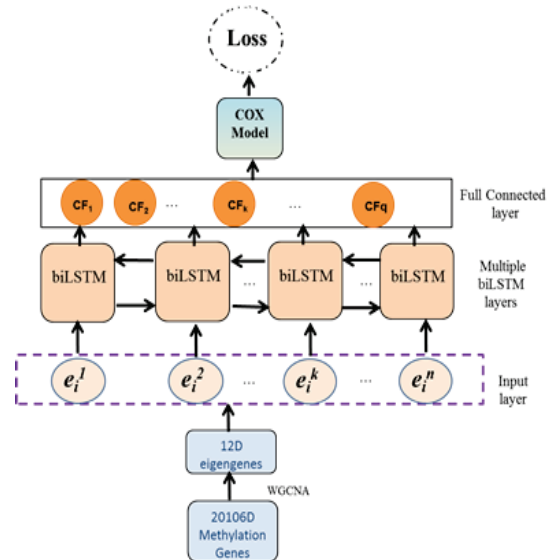 Loss
COX
Model
CF₁ CF₂ ... CFₖ ... CFq
Full Connected
layer
biLSTM biLSTM biLSTM biLSTM
... ...
... ...
Multiple
biLSTM
layers
eᵢ¹ eᵢ² ... eᵢᵏ ... eᵢⁿ
Input
layer
12D
eigengenes
WGCNA
20106D
Methylation
Genes